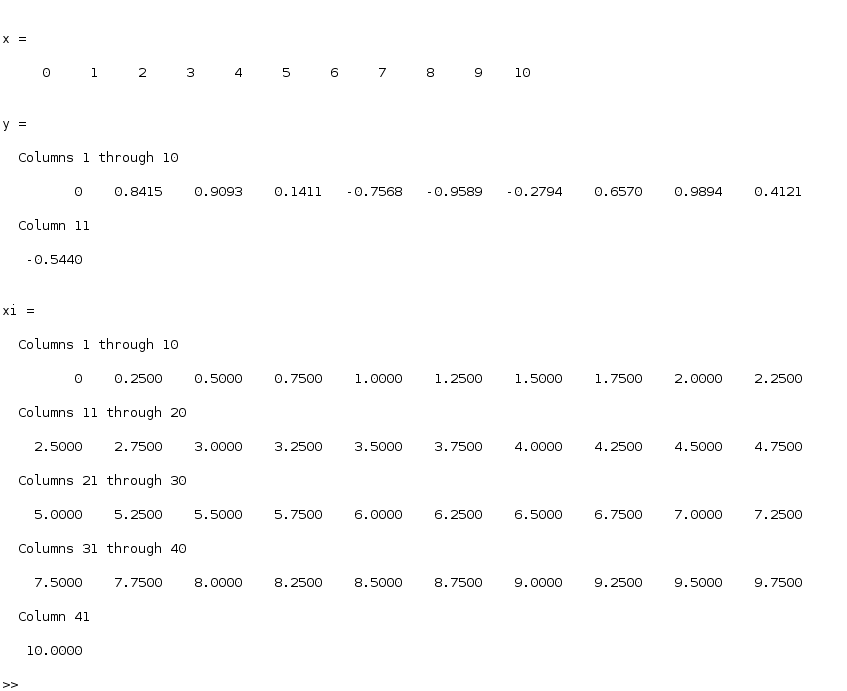 x =
0 1 2 3 4 5 6 7 8 9 10
y =
Columns 1 through 10
0 0.8415 0.9093 0.1411 -0.7568 -0.9589 -0.2794 0.6570 0.9894 0.4121
Column 11
-0.5440
xi =
Columns 1 through 10
0 0.2500 0.5000 0.7500 1.0000 1.2500 1.5000 1.7500 2.0000 2.2500
Columns 11 through 20
2.5000 2.7500 3.0000 3.2500 3.5000 3.7500 4.0000 4.2500 4.5000 4.7500
Columns 21 through 30
5.0000 5.2500 5.5000 5.7500 6.0000 6.2500 6.5000 6.7500 7.0000 7.2500
Columns 31 through 40
7.5000 7.7500 8.0000 8.2500 8.5000 8.7500 9.0000 9.2500 9.5000 9.7500
Column 41
10.0000
>>